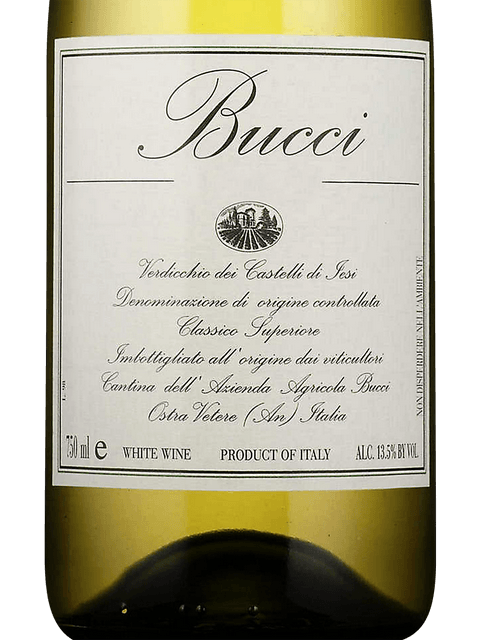 Bucci
Verdicchio dei Castelli di Jesi
Denominazione di origine controllata
Classico Superiore
Imbottigliato all'origine dai viticultori
Cantina dell'Azienda Agricola Bucci
Ostra Vetere (An) Italia
750 ml e WHITE WINE PRODUCT OF ITALY ALC. 13.5% BY VOL.
NON DISPERDERE NELL'AMBIENTE